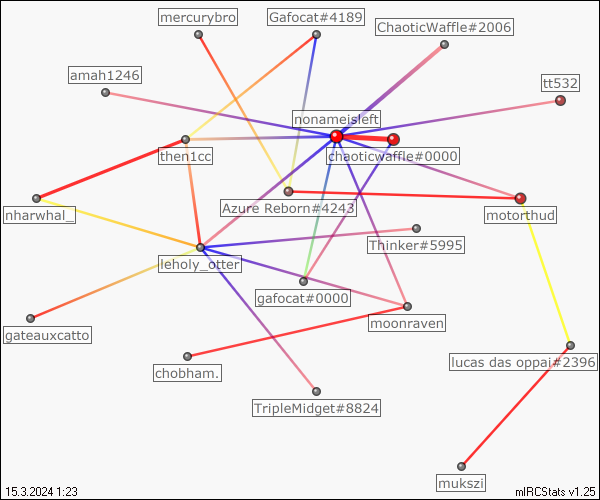 mercurybro
Gafocat#4189
ChaoticWaffle#2006
amah1246
tt532
nonameisleft
then1cc
chaoticwaffle#0000
nharwhal_
Azure Reborn#4243
motorthud
Thinker#5995
leholy_otter
gafocat#0000
moonraven
gateauxcatto
lucas das oppai#2396
chobham.
TripleMidget#8824
mukszi
15.3.2024 1:23
mIRCStats v1.25